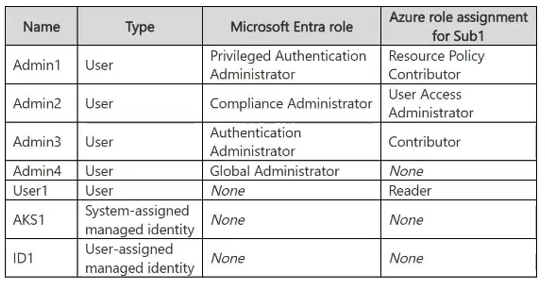 Name Type Microsoft Entra role Azure role assignment
for Sub1
Admin1 User Privileged Authentication Resource Policy
Administrator Contributor
Admin2 User Compliance Administrator User Access
Administrator
Admin3 User Authentication Contributor
Administrator
Admin4 User Global Administrator None
User1 User None Reader
AKS1 System-assigned None None
managed identity
ID1 User-assigned None None
managed identity